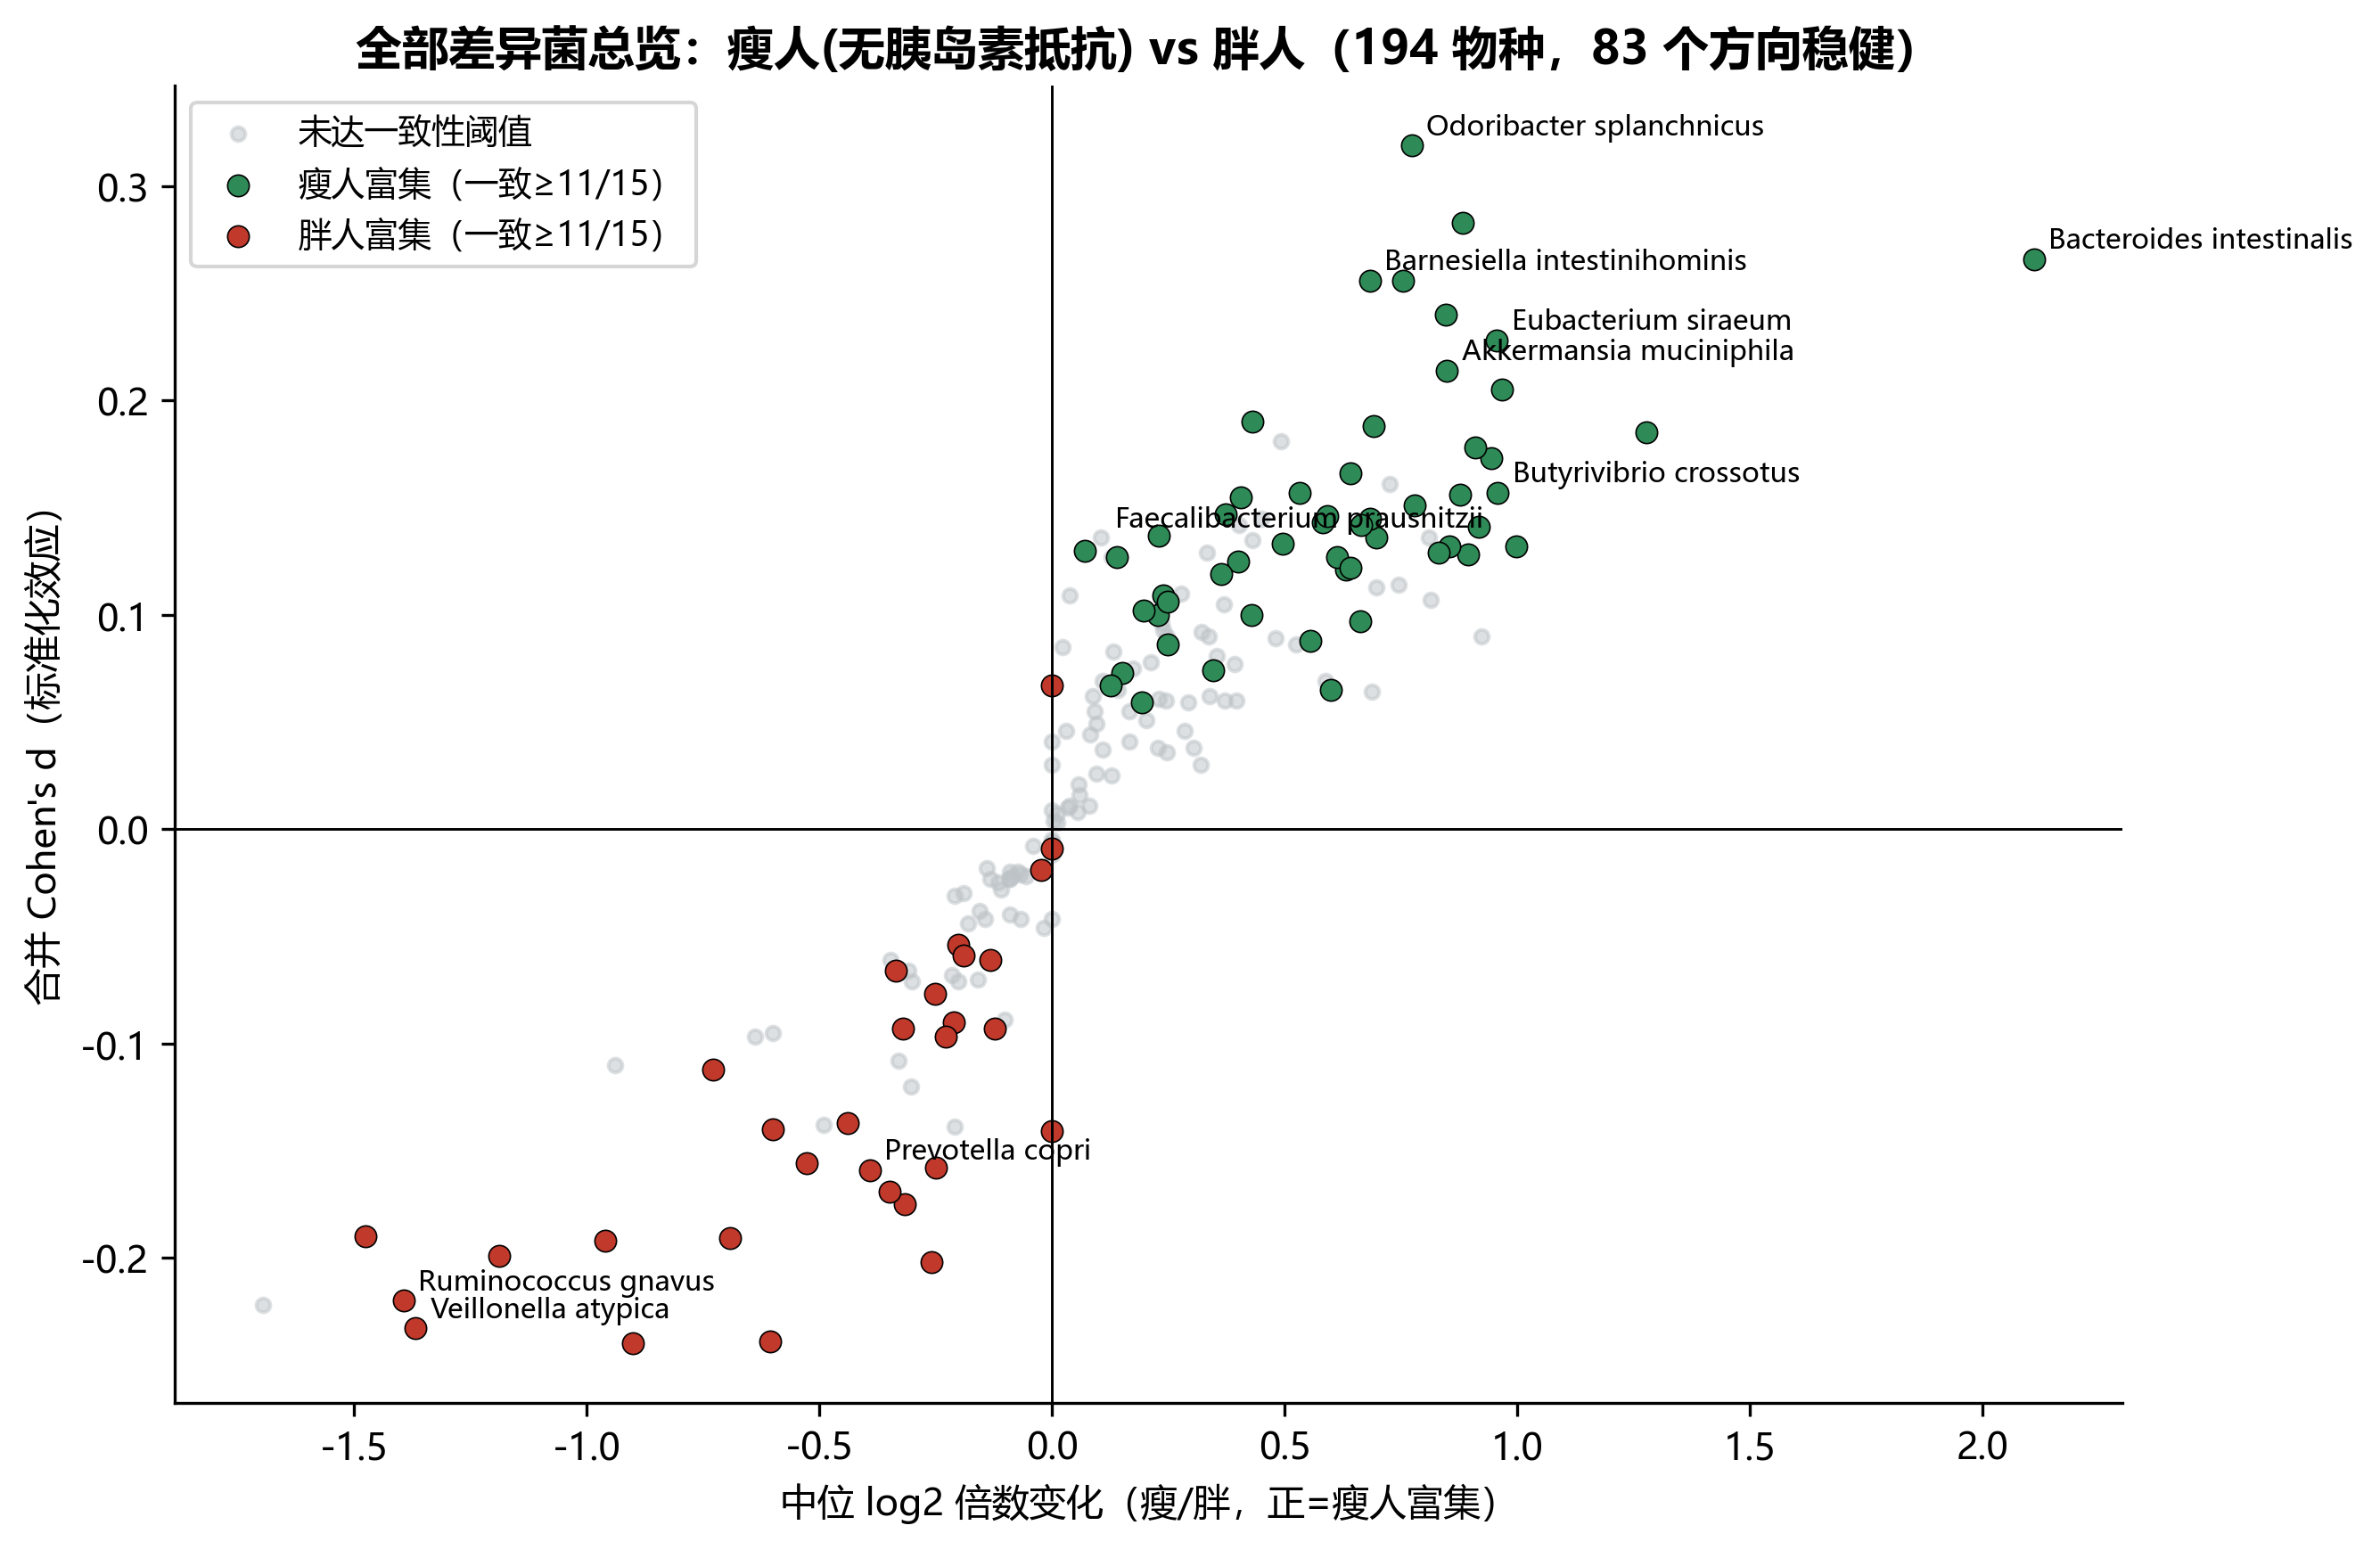 全部差异菌总览：瘦人(无胰岛素抵抗) vs 胖人（194 物种，83 个方向稳健）
未达一致性阈值
瘦人富集（一致≥11/15）
胖人富集（一致≥11/15）
Odoribacter splanchnicus
Bacteroides intestinalis
Barnesiella intestinihominis
Eubacterium siraeum
Akkermansia muciniphila
Butyrivibrio crossotus
Faecalibacterium prausnitzii
Prevotella copri
Ruminococcus gnavus
Veillonella atypica
合并 Cohen's d（标准化效应）
0.3
0.2
0.1
0.0
-0.1
-0.2
-1.5 -1.0 -0.5 0.0 0.5 1.0 1.5 2.0
中位 log2 倍数变化（瘦/胖，正=瘦人富集）